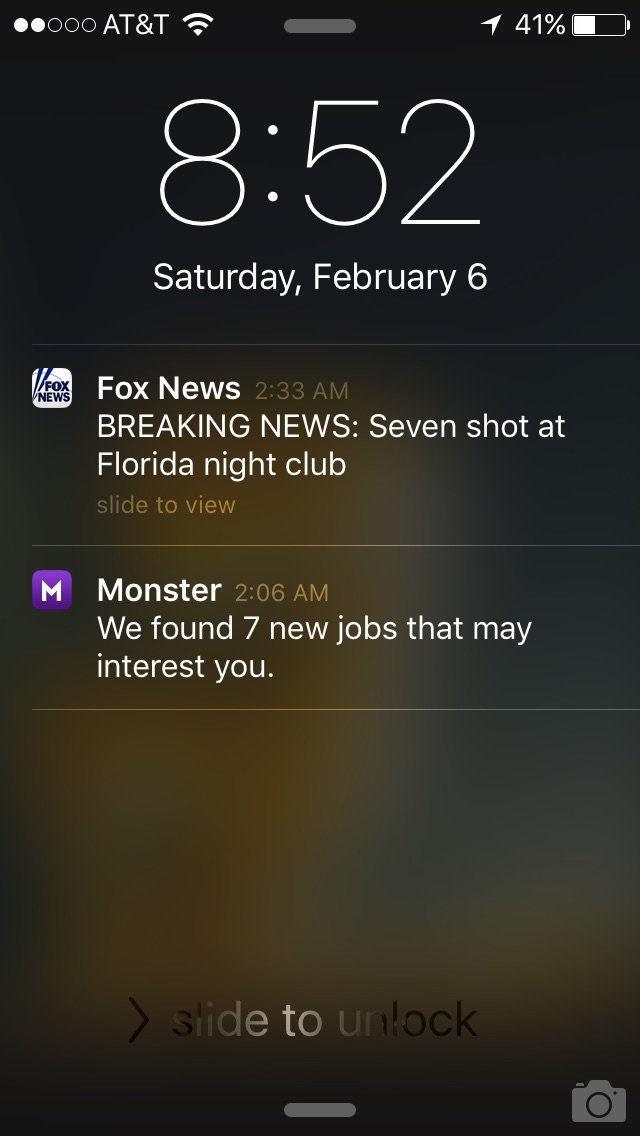 AT&T 41%
8:52
Saturday, February 6
FOX
NEWS
Fox News 2:33 AM
BREAKING NEWS: Seven shot at
Florida night club
slide to view
M
Monster 2:06 AM
We found 7 new jobs that may
interest you.
slide to unlock